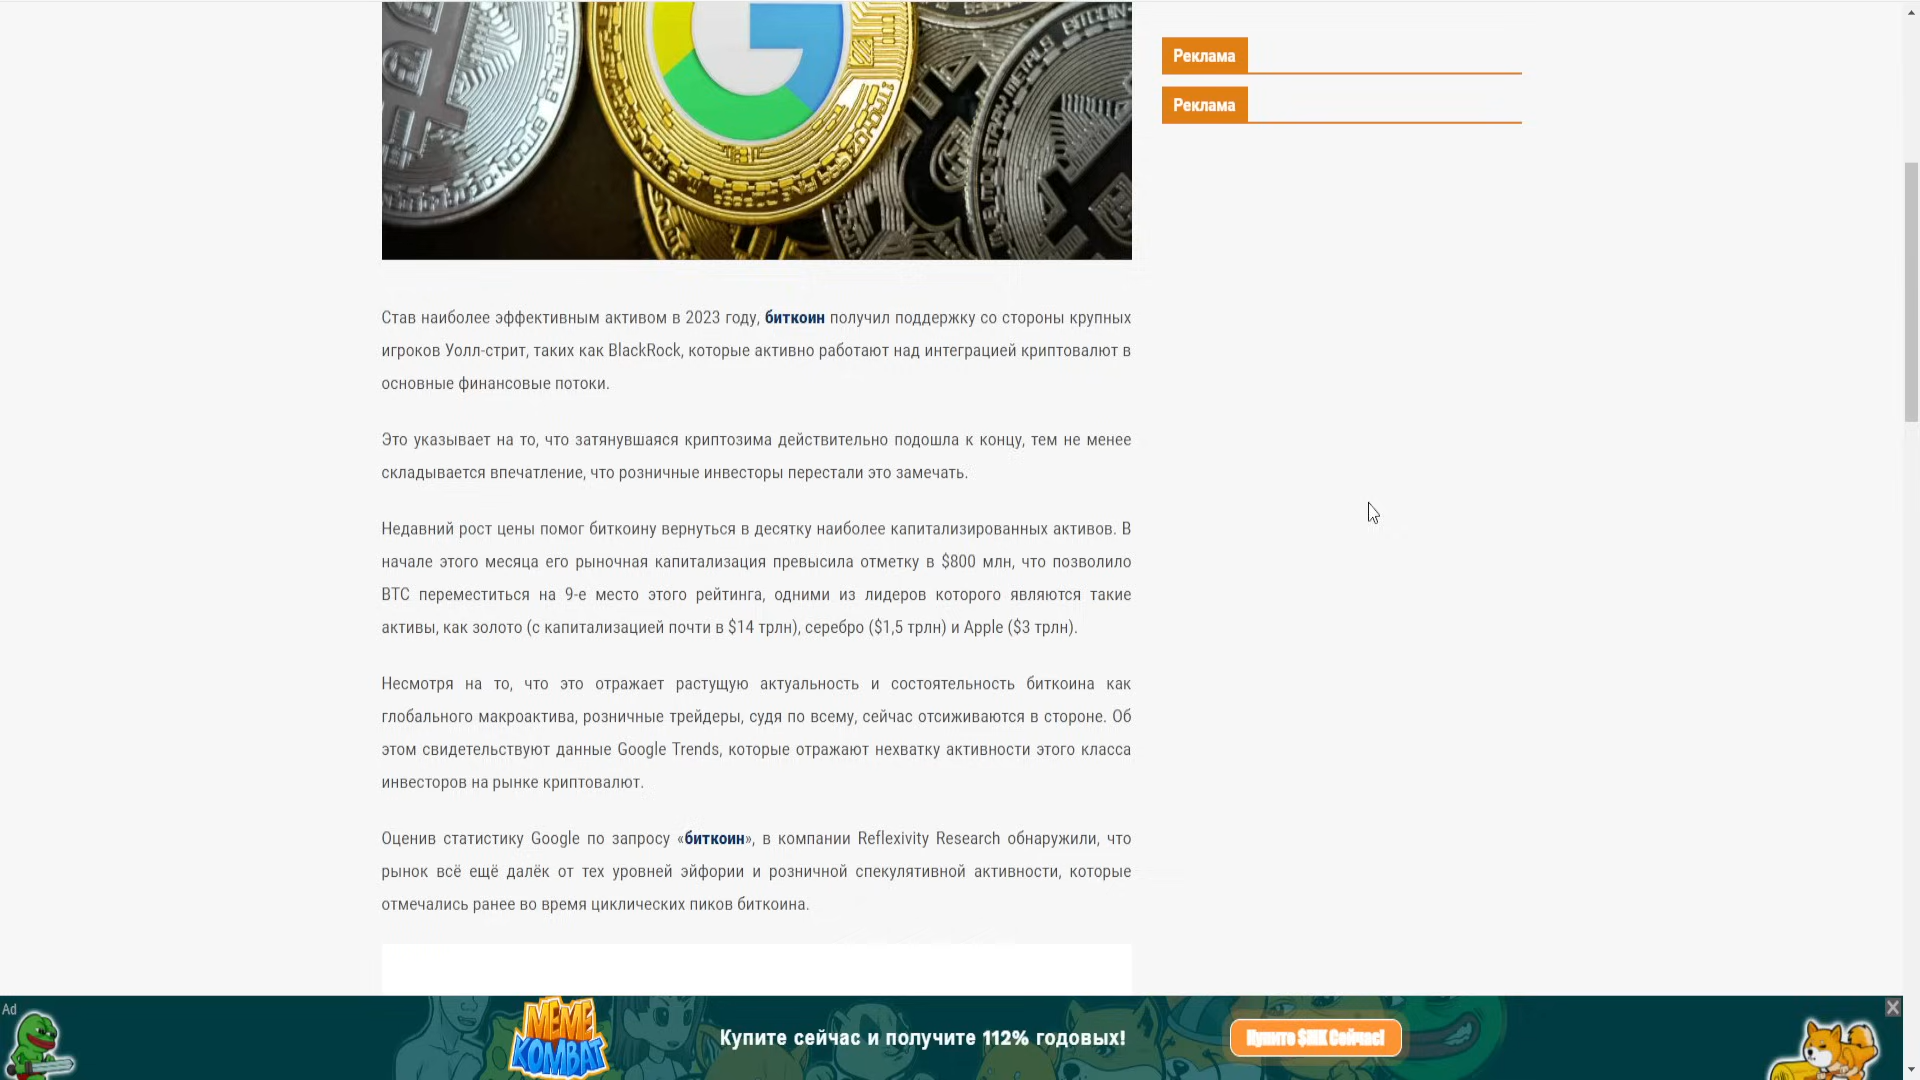 Реклама
Реклама
Став наиболее эффективным активом в 2023 году, биткоин получил поддержку со стороны крупных
игроков Уолл-стрит, таких как BlackRock, которые активно работают над интеграцией криптовалют в
основные финансовые потоки.
Это указывает на то, что затянувшаяся криптозима действительно подошла к концу, тем не менее
складывается впечатление, что розничные инвесторы перестали это замечать.
Недавний рост цены помог биткоину вернуться в десятку наиболее капитализированных активов. В
начале этого месяца его рыночная капитализация превысила отметку в $800 млн, что позволило
BTC переместиться на 9-е место этого рейтинга, одними из лидеров которого являются такие
активы, как золото (с капитализацией почти в $14 трлн), серебро ($1,5 трлн) и Apple ($3 трлн).
Несмотря на то, что это отражает растущую актуальность и состоятельность биткоина как
глобального макроактива, розничные трейдеры, судя по всему, сейчас отсиживаются в стороне. Об
этом свидетельствуют данные Google Trends, которые отражают нехватку активности этого класса
инвесторов на рынке криптовалют.
Оценив статистику Google по запросу «биткоин», в компании Reflexivity Research обнаружили, что
рынок всё ещё далёк от тех уровней эйфории и розничной спекулятивной активности, которые
отмечались ранее во время циклических пиков биткоина.
Ad
MEME
KOMBAT
Купите сейчас и получите 112% годовых!
Купите $MK Сейчас!